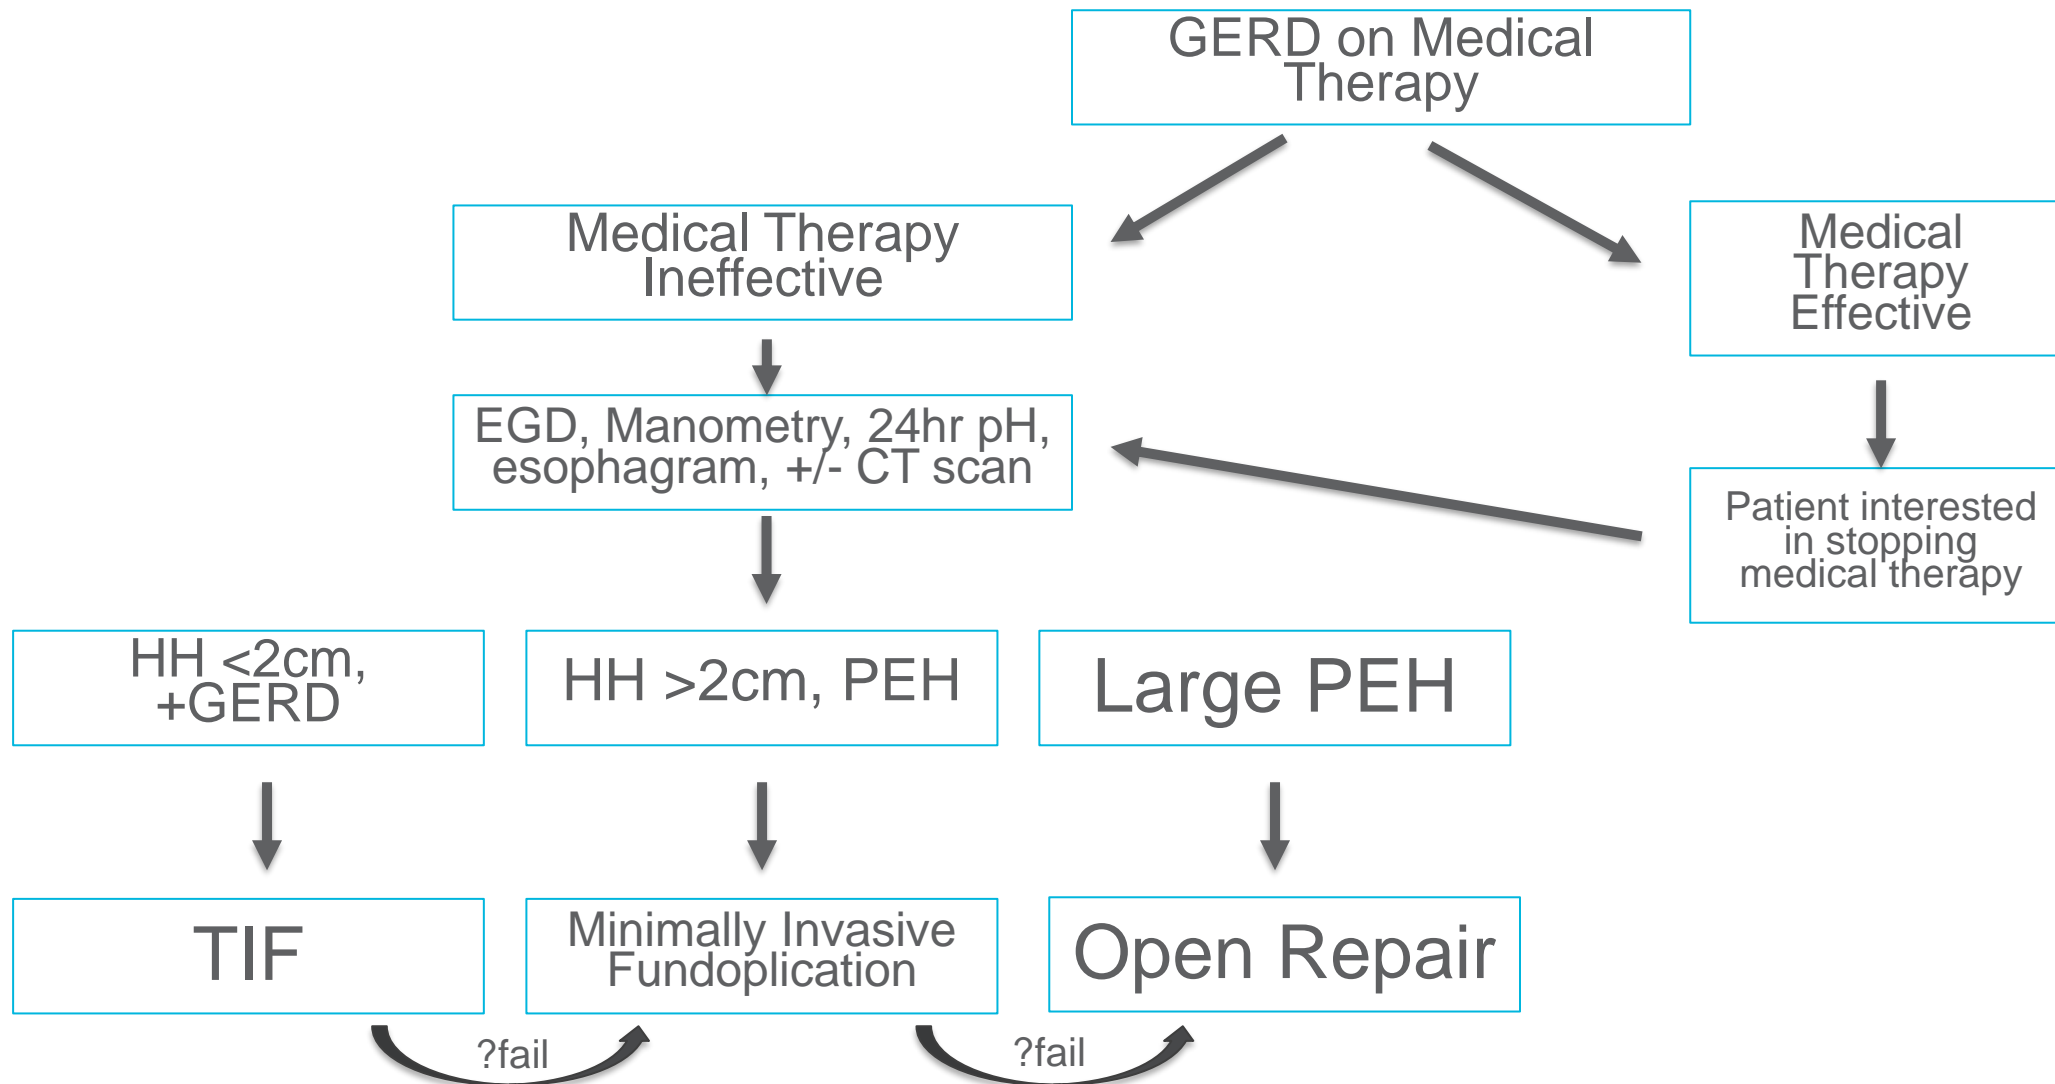 GERD on Medical
Therapy
Medical Therapy
Ineffective
Medical
Therapy
Effective
EGD, Manometry, 24hr pH,
esophagram, +/- CT scan
Patient interested
in stopping
medical therapy
HH <2cm,
+GERD
HH >2cm, PEH
Large PEH
TIF
Minimally Invasive
Fundoplication
Open Repair
?fail
?fail